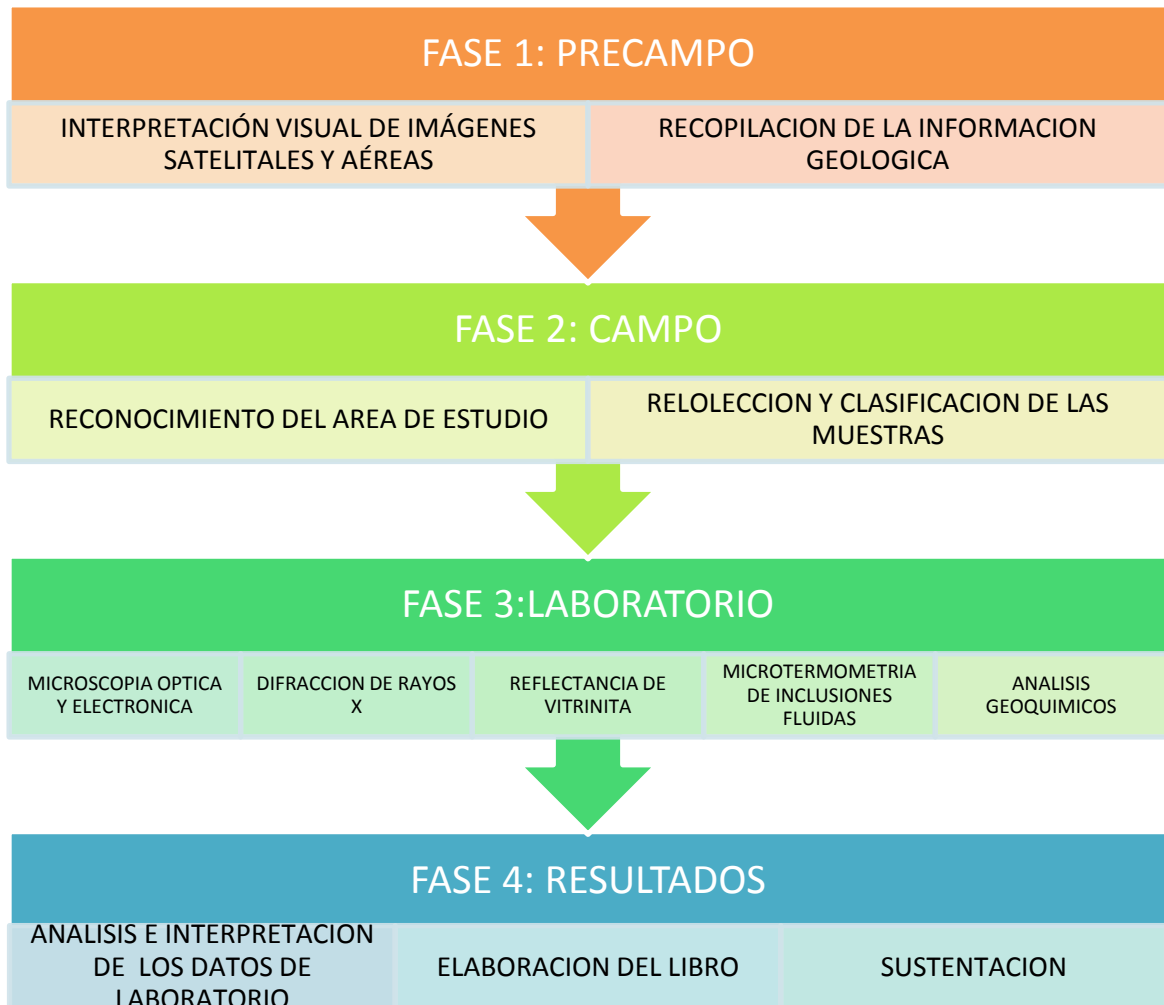 FASE 1: PRECAMPO
INTERPRETACIÓN VISUAL DE IMÁGENES
SATELITALES Y AÉREAS
RECOPILACION DE LA INFORMACION
GEOLOGICA
FASE 2: CAMPO
RECONOCIMIENTO DEL AREA DE ESTUDIO
RELOLECCION Y CLASIFICACION DE LAS
MUESTRAS
FASE 3:LABORATORIO
MICROSCOPIA OPTICA
Y ELECTRONICA
DIFRACCION DE RAYOS
X
REFLECTANCIA DE
VITRINITA
MICROTERMOMETRIA
DE INCLUSIONES
FLUIDAS
ANALISIS
GEOQUIMICOS
FASE 4: RESULTADOS
ANALISIS E INTERPRETACION
DE LOS DATOS DE
LABORATORIO
ELABORACION DEL LIBRO
SUSTENTACION